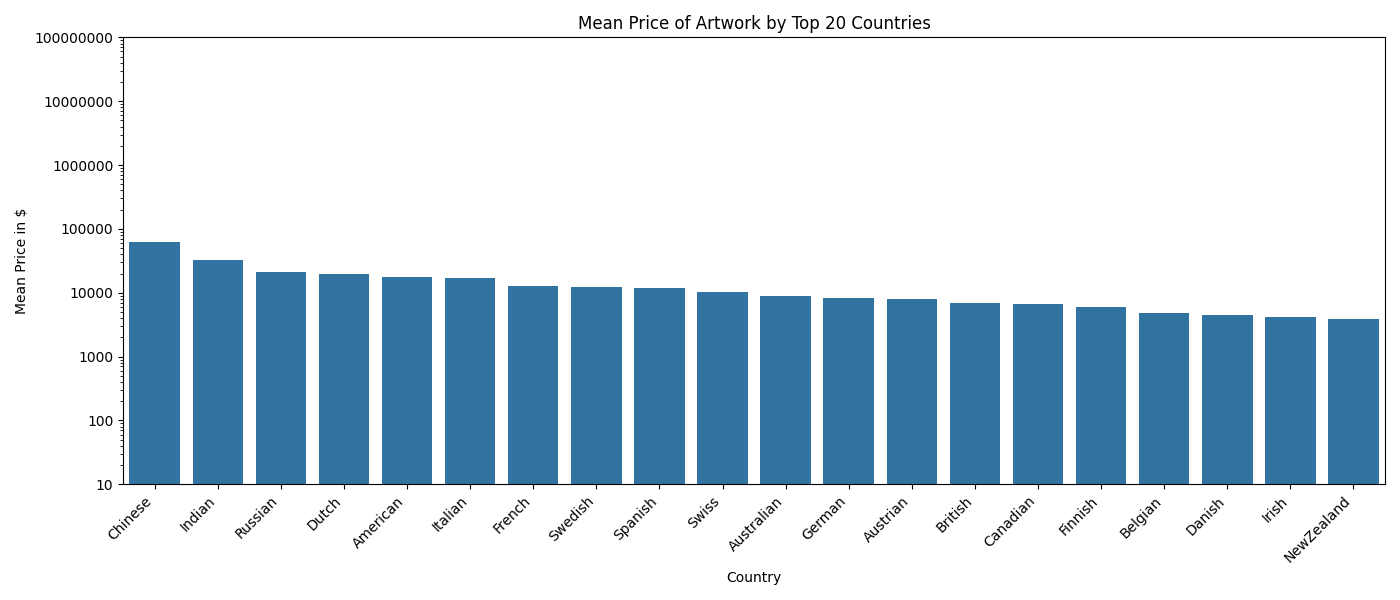 Mean Price of Artwork by Top 20 Countries
Mean Price in $
100000000
10000000
1000000
100000
10000
1000
100
10
Chinese
Indian
Russian
Dutch
American
Italian
French
Swedish
Spanish
Swiss
Australian
German
Austrian
British
Canadian
Finnish
Belgian
Danish
Irish
NewZealand
Country